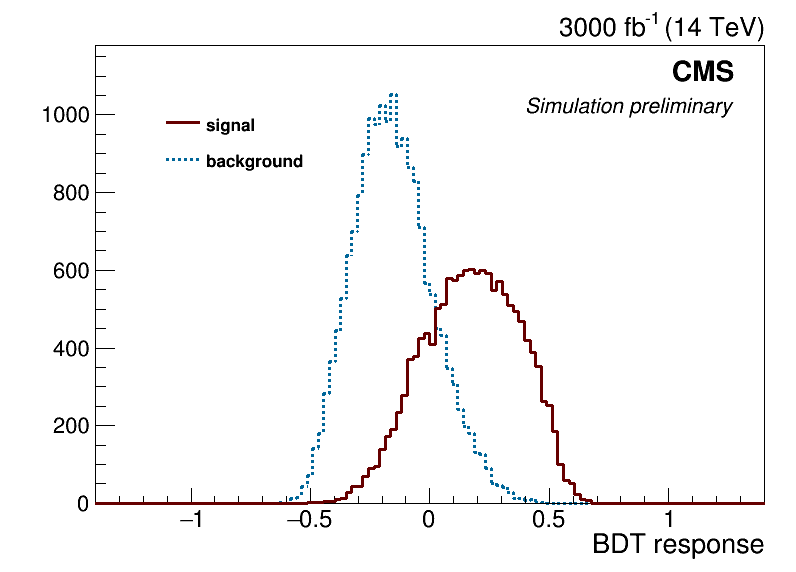 3000 fb⁻¹ (14 TeV)
CMS
Simulation preliminary
signal
background
1000
800
600
400
200
0
−1 −0.5 0 0.5 1
BDT response